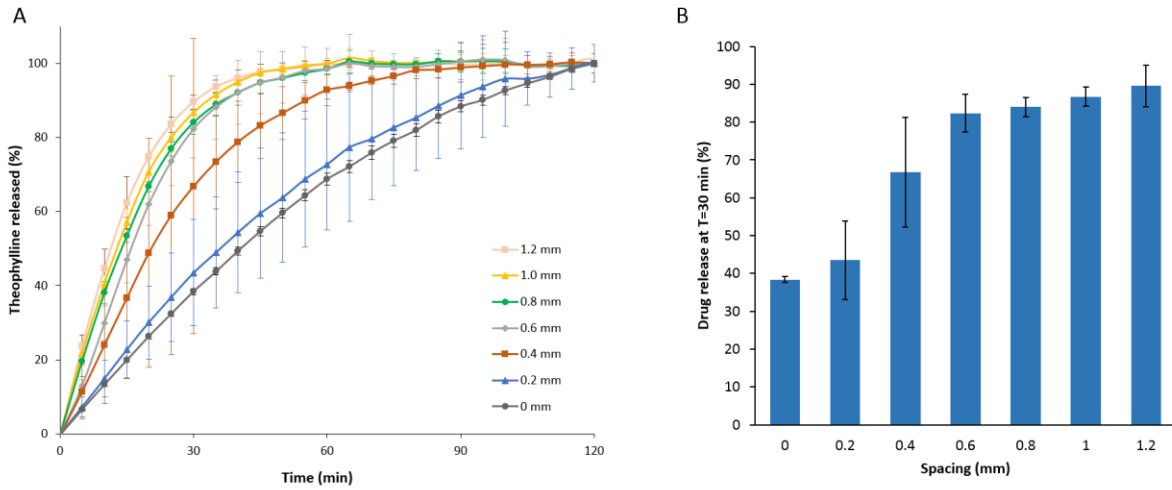 A
Theophylline released (%)
120
100
80
60
40
20
0
0
30
60
90
120
Time (min)
1.2 mm
1.0 mm
0.8 mm
0.6 mm
0.4 mm
0.2 mm
0 mm
B
Drug release at T=30 min (%)
100
90
80
70
60
50
40
30
20
10
0
0
0.2
0.4
0.6
0.8
1
1.2
Spacing (mm)